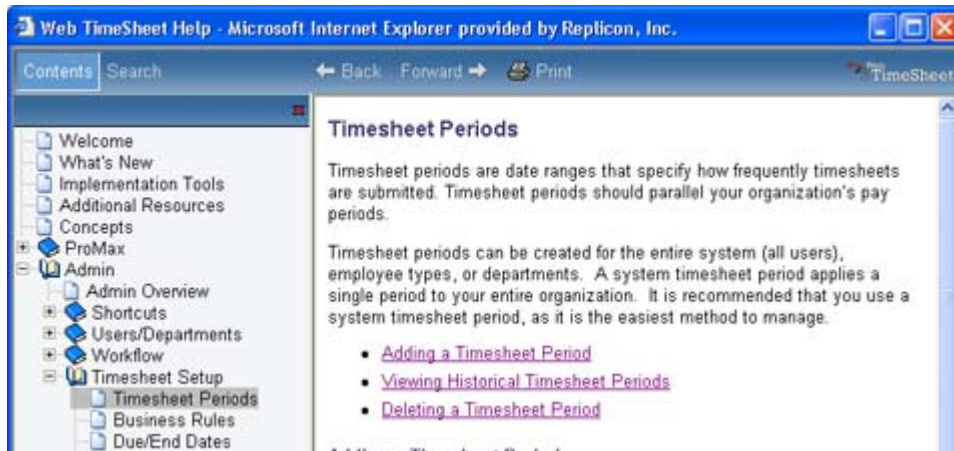 Web TimeSheet Help - Microsoft Internet Explorer provided by Replicon, Inc.
Contents Search Back Forward Print TimeSheet
Welcome
What's New
Implementation Tools
Additional Resources
Concepts
ProMax
Admin
Admin Overview
Shortcuts
Users/Departments
Workflow
Timesheet Setup
Timesheet Periods
Business Rules
Due/End Dates
Timesheet Periods
Timesheet periods are date ranges that specify how frequently timesheets
are submitted. Timesheet periods should parallel your organization's pay
periods.
Timesheet periods can be created for the entire system (all users),
employee types, or departments. A system timesheet period applies a
single period to your entire organization. It is recommended that you use a
system timesheet period, as it is the easiest method to manage.
Adding a Timesheet Period
Viewing Historical Timesheet Periods
Deleting a Timesheet Period